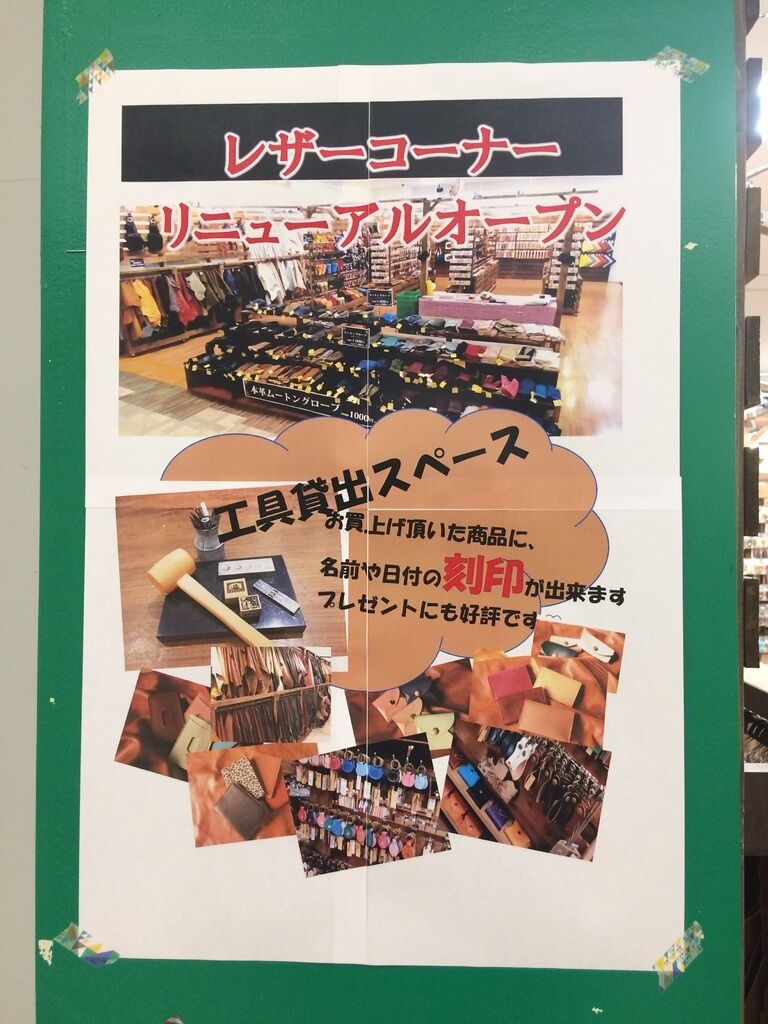 レザーコーナー
リニューアルオープン
本革ムートングローブ 1000
工具貸出スペース
お買上げ頂いた商品に、
名前や日付の刻印が出来ます
プレゼントにも好評です